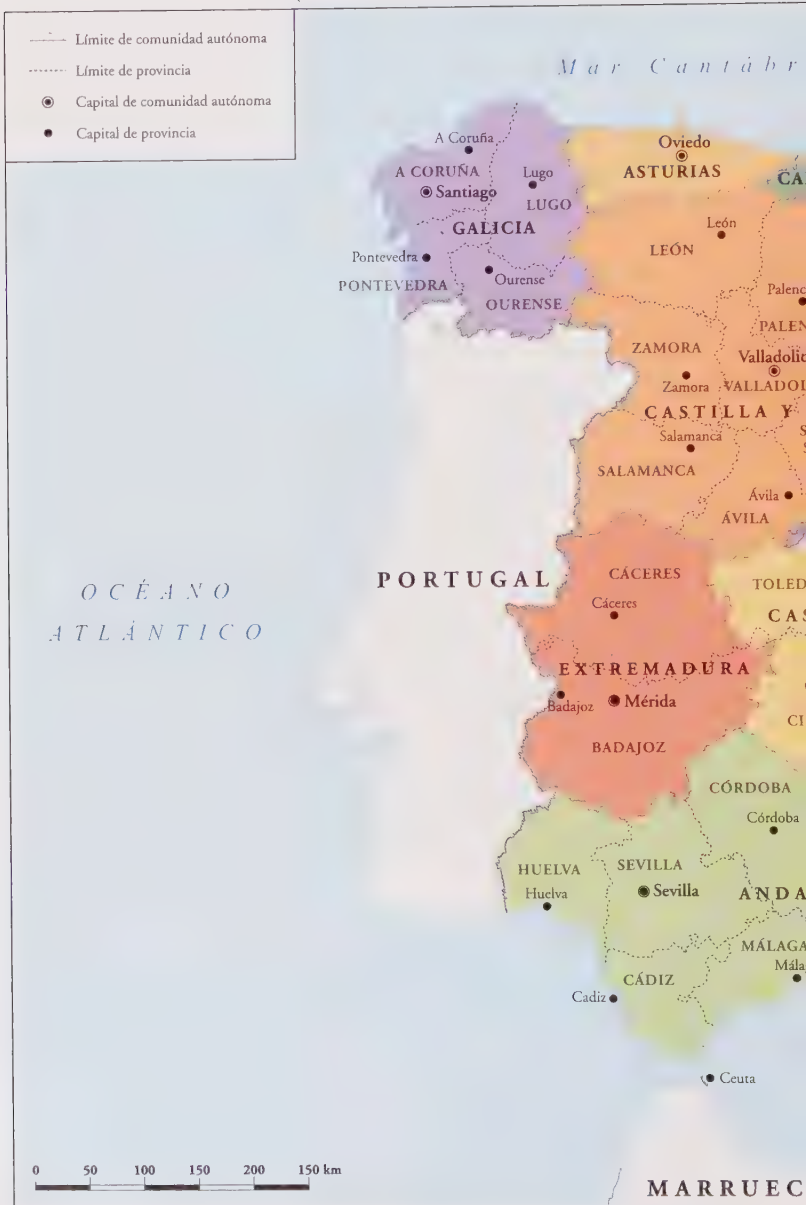 Límite de comunidad autónoma
Límite de provincia
Capital de comunidad autónoma
Capital de provincia
Mar Cantábr
A Coruña
A CORUÑA
Santiago
Lugo
LUGO
GALICIA
Pontevedra
PONTEVEDRA
Ourense
OURENSE
Oviedo
ASTURIAS
CA
León
LEÓN
Palenc
PALEN
ZAMORA
Zamora
Valladolid
VALLADOL
CASTILLA Y
S
S
Salamanca
SALAMANCA
Ávila
ÁVILA
OCÉANO
ATLÁNTICO
PORTUGAL
CÁCERES
Cáceres
TOLED
CAS
EXTREMADURA
Badajoz
Mérida
BADAJOZ
CI
CÓRDOBA
Córdoba
HUELVA
Huelva
SEVILLA
Sevilla
ANDA
MÁLAGA
Mála
CÁDIZ
Cadiz
Ceuta
0 50 100 150 200 150 km
MARRUEC